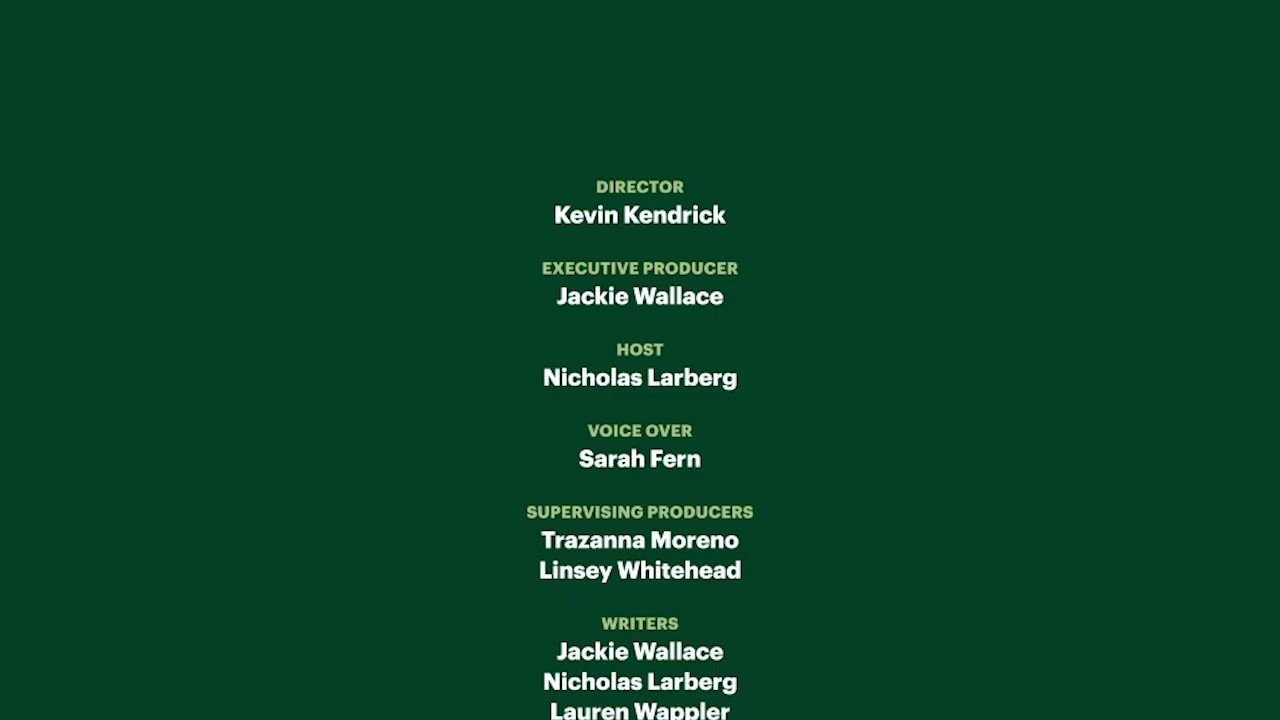 DIRECTOR
Kevin Kendrick
EXECUTIVE PRODUCER
Jackie Wallace
HOST
Nicholas Larberg
VOICE OVER
Sarah Fern
SUPERVISING PRODUCERS
Trazanna Moreno
Linsey Whitehead
WRITERS
Jackie Wallace
Nicholas Larberg
Lauren Wappler